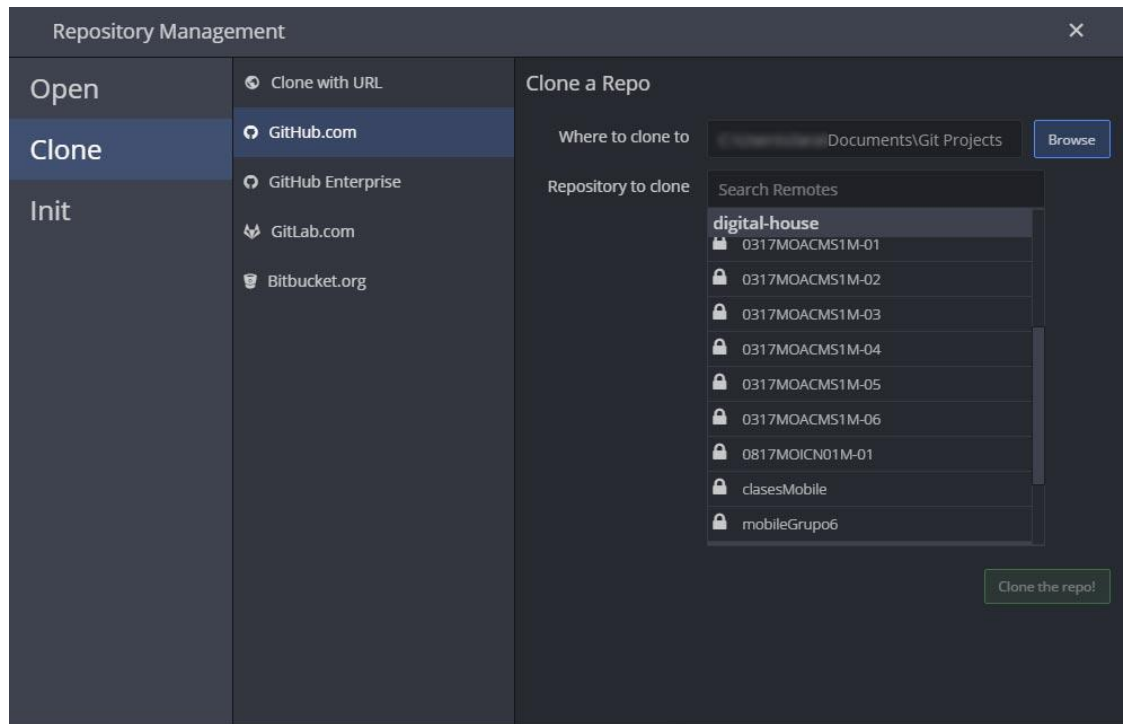 Repository Management
Open
Clone
Init
Clone with URL
GitHub.com
GitHub Enterprise
GitLab.com
Bitbucket.org
Clone a Repo
Where to clone to
Documents\Git Projects
Browse
Repository to clone
Search Remotes
digital-house
0317MOACMS1M-01
0317MOACMS1M-02
0317MOACMS1M-03
0317MOACMS1M-04
0317MOACMS1M-05
0317MOACMS1M-06
0817MOICN01M-01
clasesMobile
mobileGrupo6
Clone the repo!